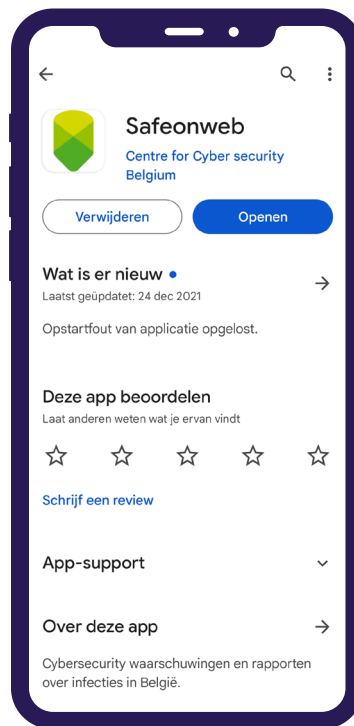 Safeonweb
Centre for Cyber security
Belgium
Verwijderen
Openen
Wat is er nieuw
Laatst geüpdatet: 24 dec 2021
Opstartfout van applicatie opgelost.
Deze app beoordelen
Laat anderen weten wat je ervan vindt
Schrijf een review
App-support
Over deze app
Cybersecurity waarschuwingen en rapporten
over infecties in België.